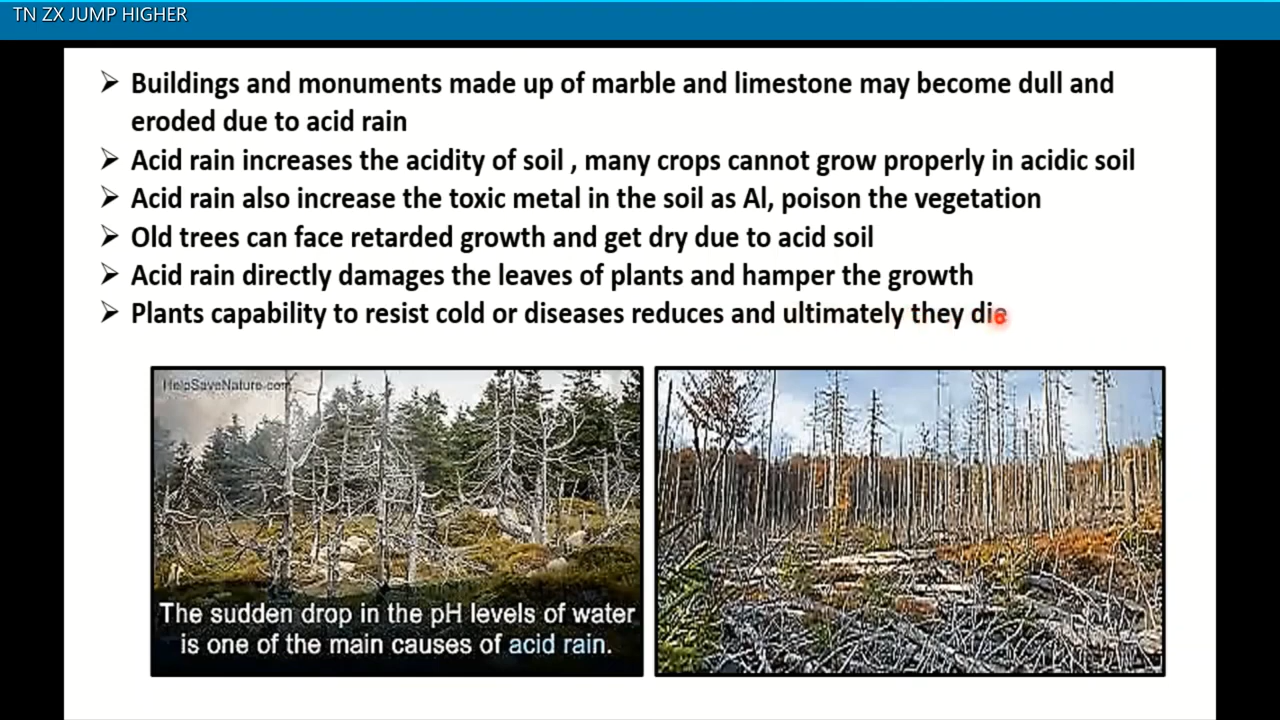 TN ZX JUMP HIGHER
➢ Buildings and monuments made up of marble and limestone may become dull and
eroded due to acid rain
➢ Acid rain increases the acidity of soil , many crops cannot grow properly in acidic soil
➢ Acid rain also increase the toxic metal in the soil as Al, poison the vegetation
➢ Old trees can face retarded growth and get dry due to acid soil
➢ Acid rain directly damages the leaves of plants and hamper the growth
➢ Plants capability to resist cold or diseases reduces and ultimately they die
HelpSaveNature.com
The sudden drop in the pH levels of water
is one of the main causes of acid rain.